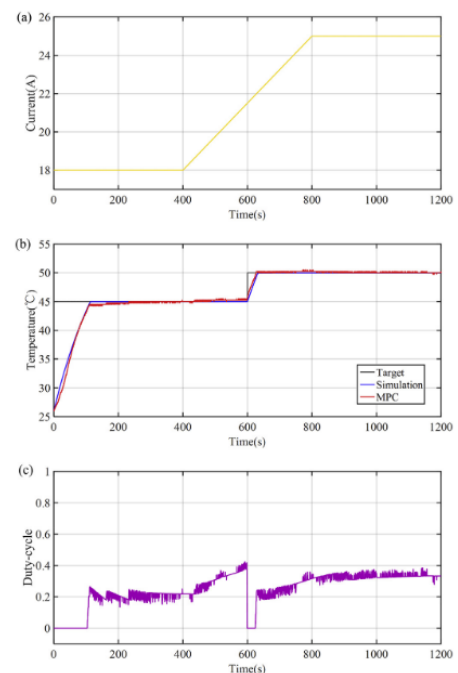 (a)
26
24
22
20
18
Current(A)
0 200 400 600 800 1000 1200
Time(s)
(b)
55
50
45
40
35
30
25
Temperature(℃)
Target
Simulation
MPC
0 200 400 600 800 1000 1200
Time(s)
(c)
1
0.8
0.6
0.4
0.2
0
Duty-cycle
0 200 400 600 800 1000 1200
Time(s)